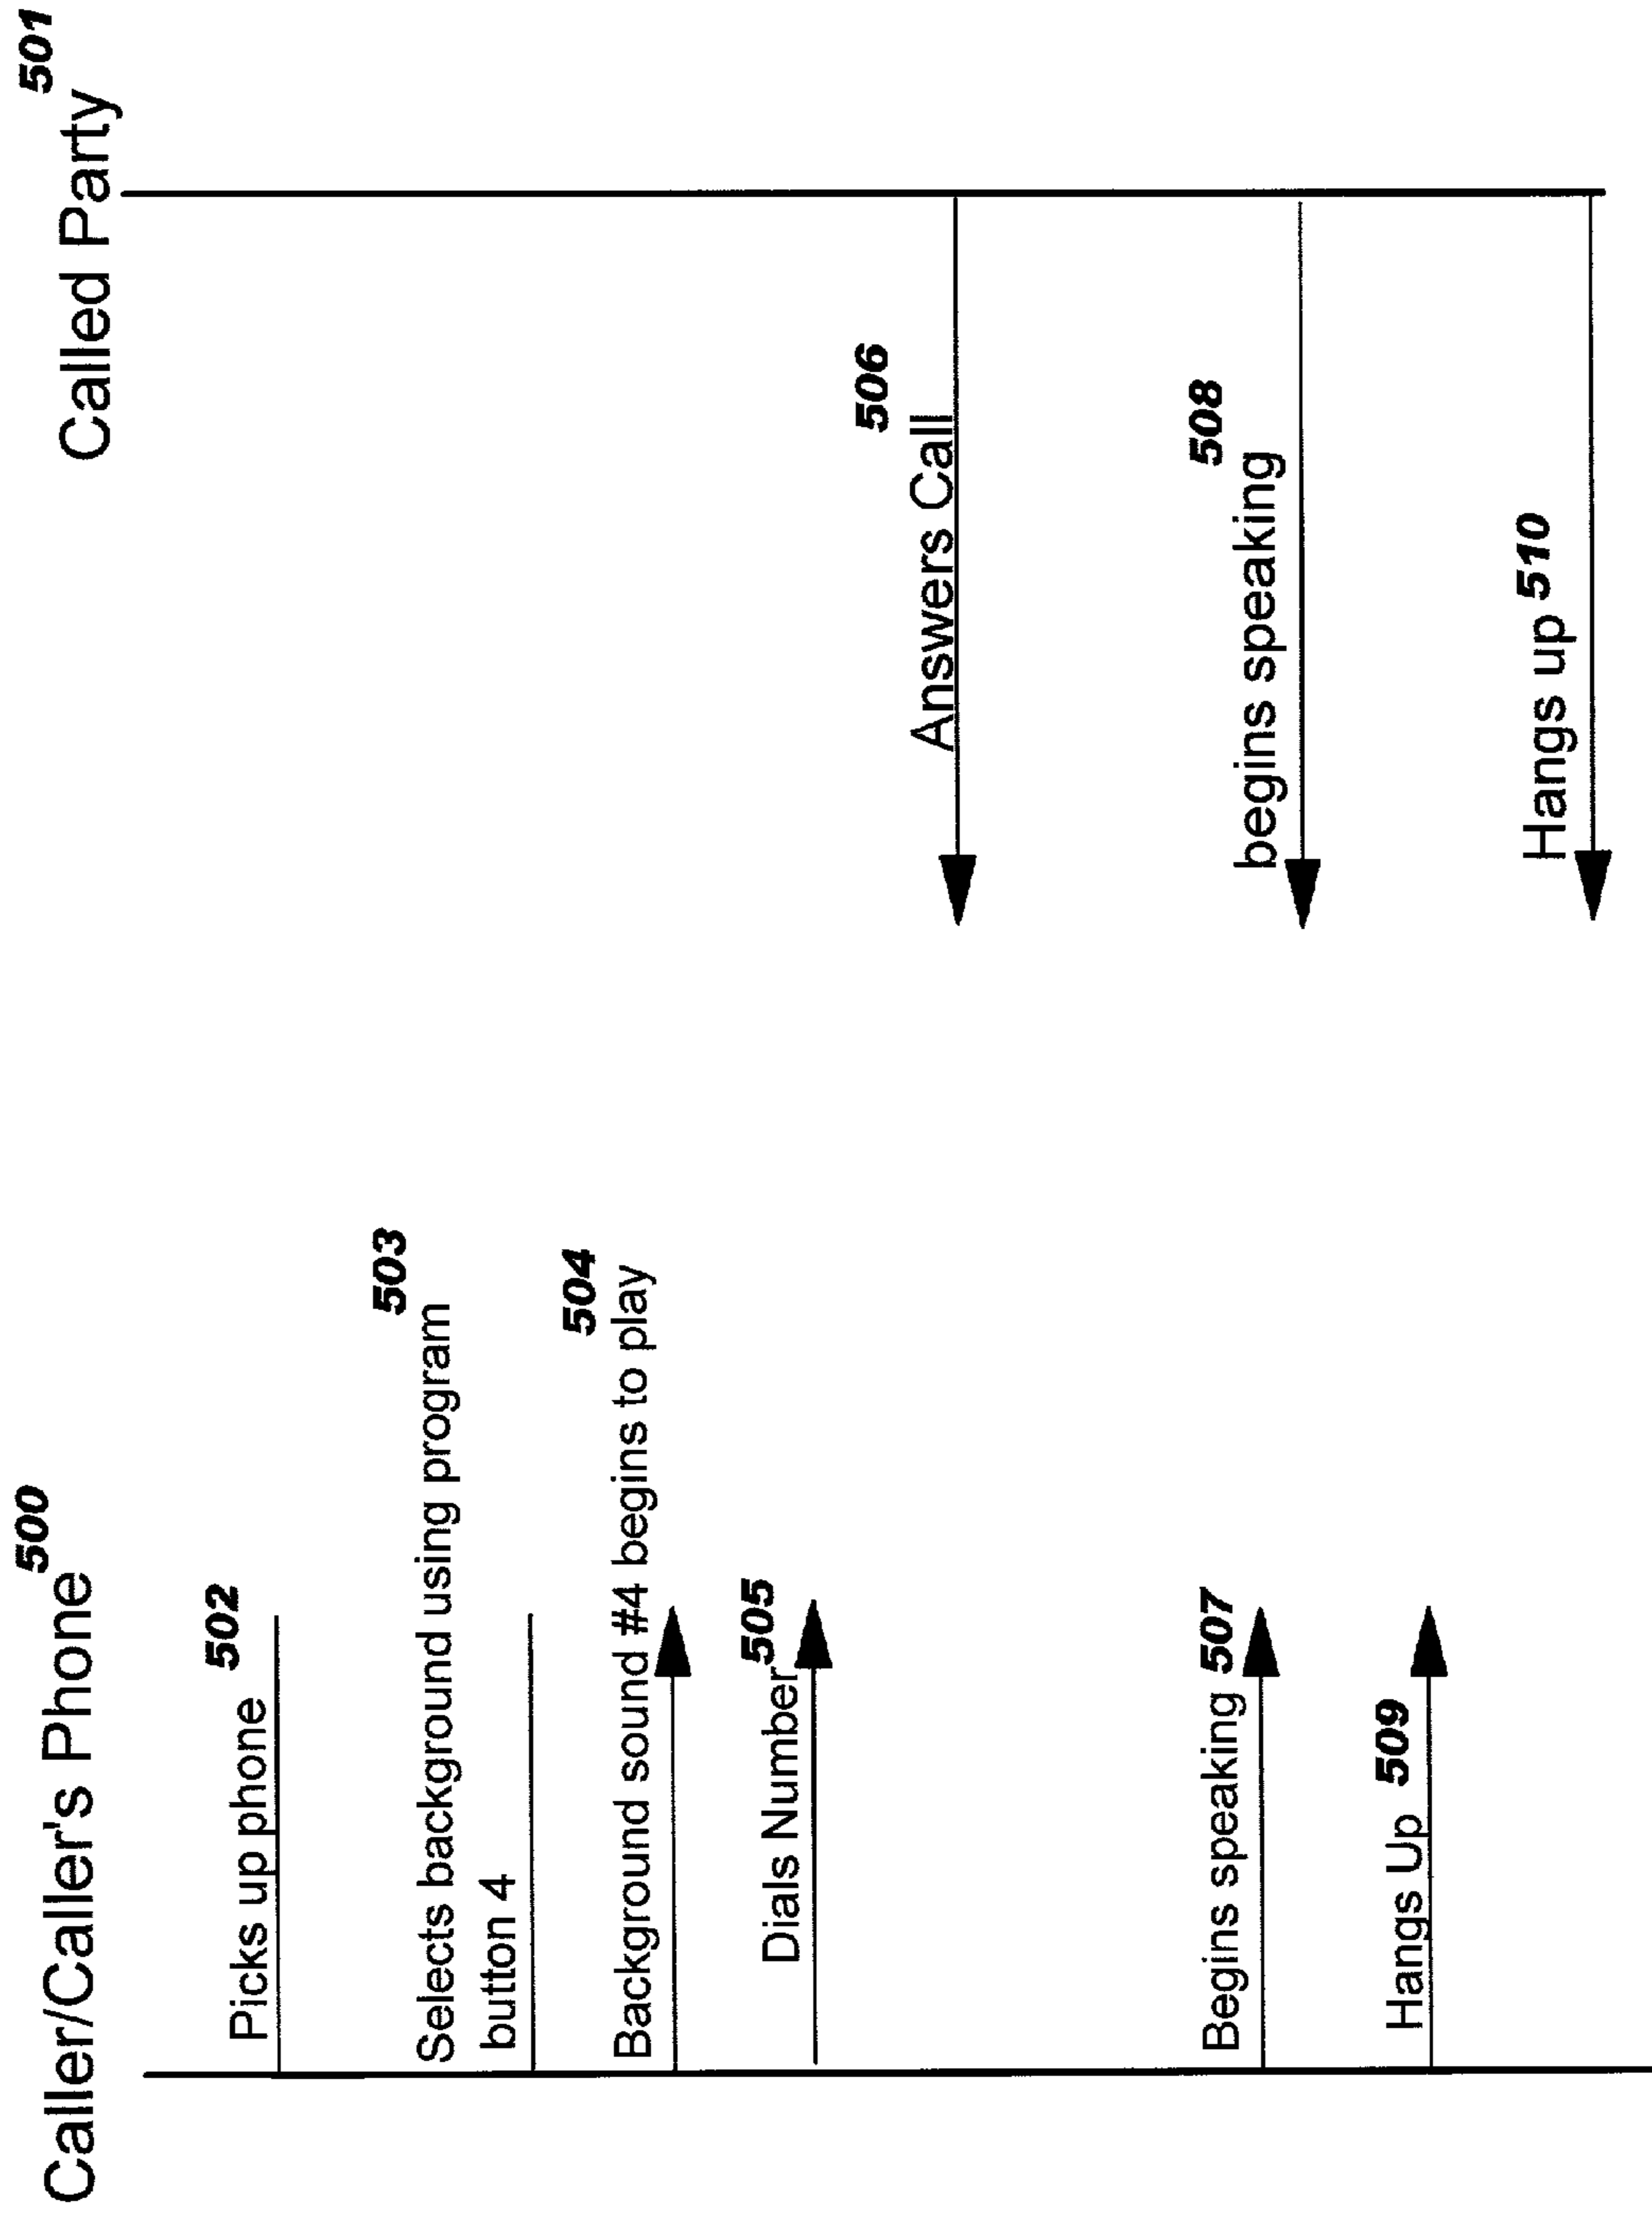 Caller/Caller's Phone 500
Called Party 501
502
Picks up phone
503
Selects background using program
button 4
504
Background sound #4 begins to play
505
Dials Number
506
Answers Call
Begins speaking 507
508
begins speaking
509
Hangs Up
Hangs up 510